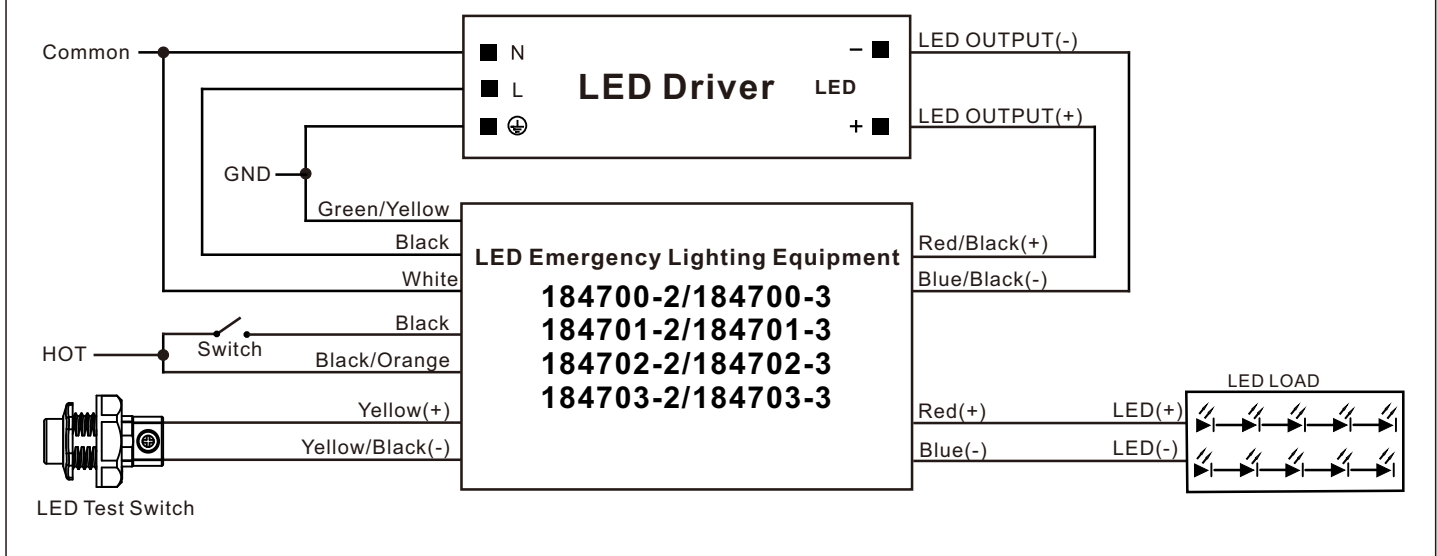 Common
N
L
LED Driver
LED
−
+
LED OUTPUT(-)
LED OUTPUT(+)
GND
Green/Yellow
Black
White
Black
Black/Orange
HOT
Switch
Yellow(+)
Yellow/Black(-)
LED Test Switch
LED Emergency Lighting Equipment
184700-2/184700-3
184701-2/184701-3
184702-2/184702-3
184703-2/184703-3
Red/Black(+)
Blue/Black(-)
Red(+)
Blue(-)
LED(+)
LED(-)
LED LOAD